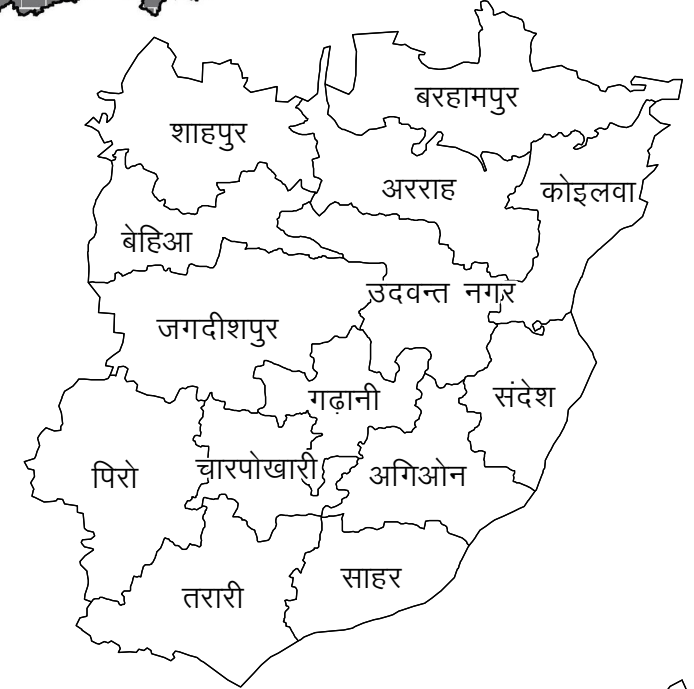 बरहामपुर
शाहपुर
अरराह
कोइलवा
बेहिआ
उदवन्त नगर
जगदीशपुर
गढ़ानी
संदेश
चारपोखारी
पिरो
अगिओन
साहर
तरारी